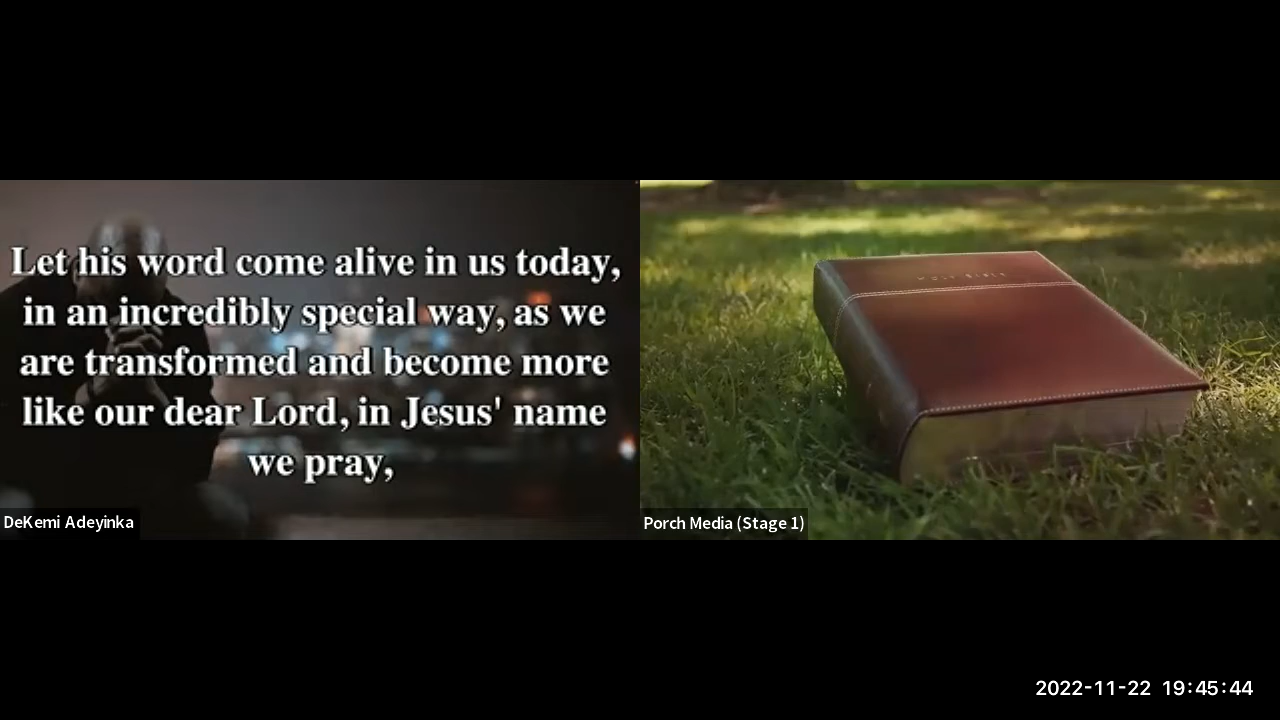 Let his word come alive in us today,
in an incredibly special way, as we
are transformed and become more
like our dear Lord, in Jesus' name
we pray,
DeKemi Adeyinka
HOLY BIBLE
Porch Media (Stage 1)
2022-11-22 19:45:44